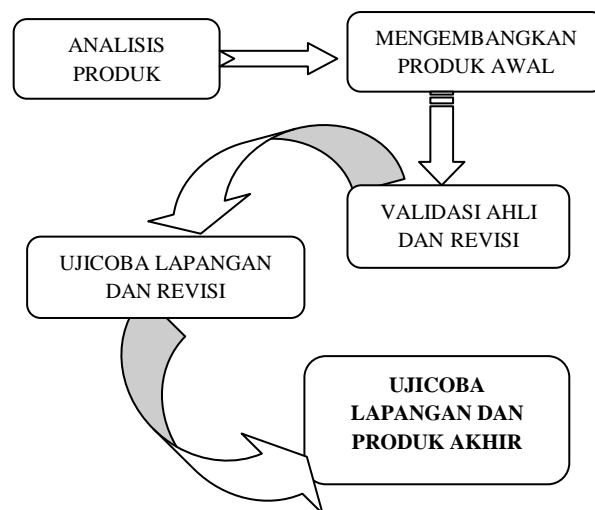 ANALISIS
PRODUK
MENGEMBANGKAN
PRODUK AWAL
VALIDASI AHLI
DAN REVISI
UJICOBA LAPANGAN
DAN REVISI
UJICOBA
LAPANGAN DAN
PRODUK AKHIR